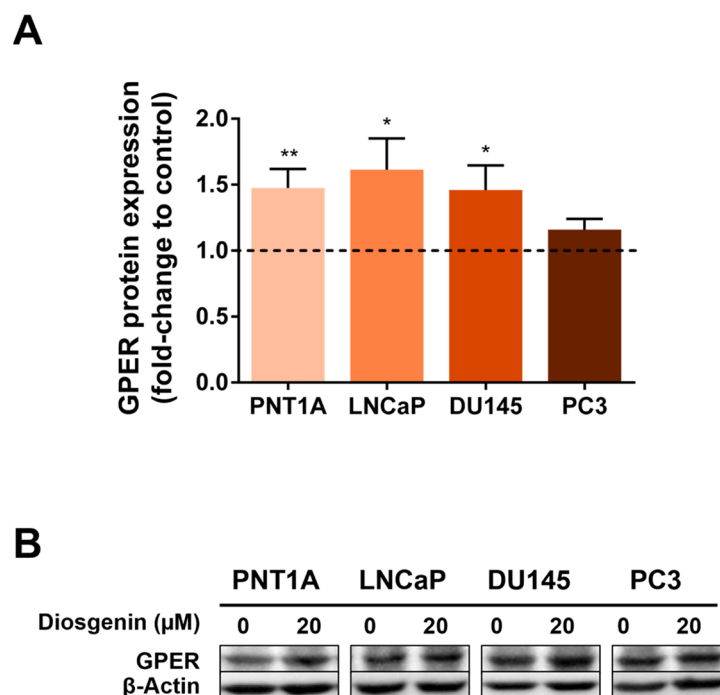 A
GPER protein expression
(fold-change to control)
2.0
1.5
1.0
0.5
0.0
**
*
*
PNT1A LNCaP DU145 PC3
B
PNT1A LNCaP DU145 PC3
Diosgenin (μM) 0 20 0 20 0 20 0 20
GPER
β-Actin